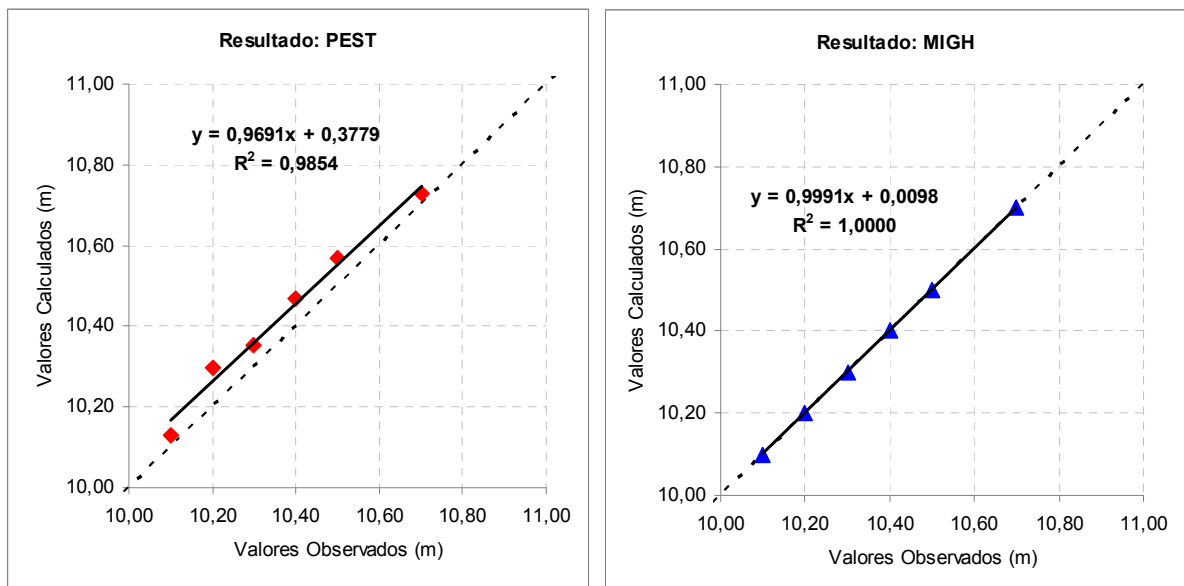 Resultado: PEST
11,00
10,80
10,60
10,40
10,20
10,00
Valores Calculados (m)
y = 0,9691x + 0,3779
R² = 0,9854
10,00 10,20 10,40 10,60 10,80 11,00
Valores Observados (m)
Resultado: MIGH
11,00
10,80
10,60
10,40
10,20
10,00
Valores Calculados (m)
y = 0,9991x + 0,0098
R² = 1,0000
10,00 10,20 10,40 10,60 10,80 11,00
Valores Observados (m)